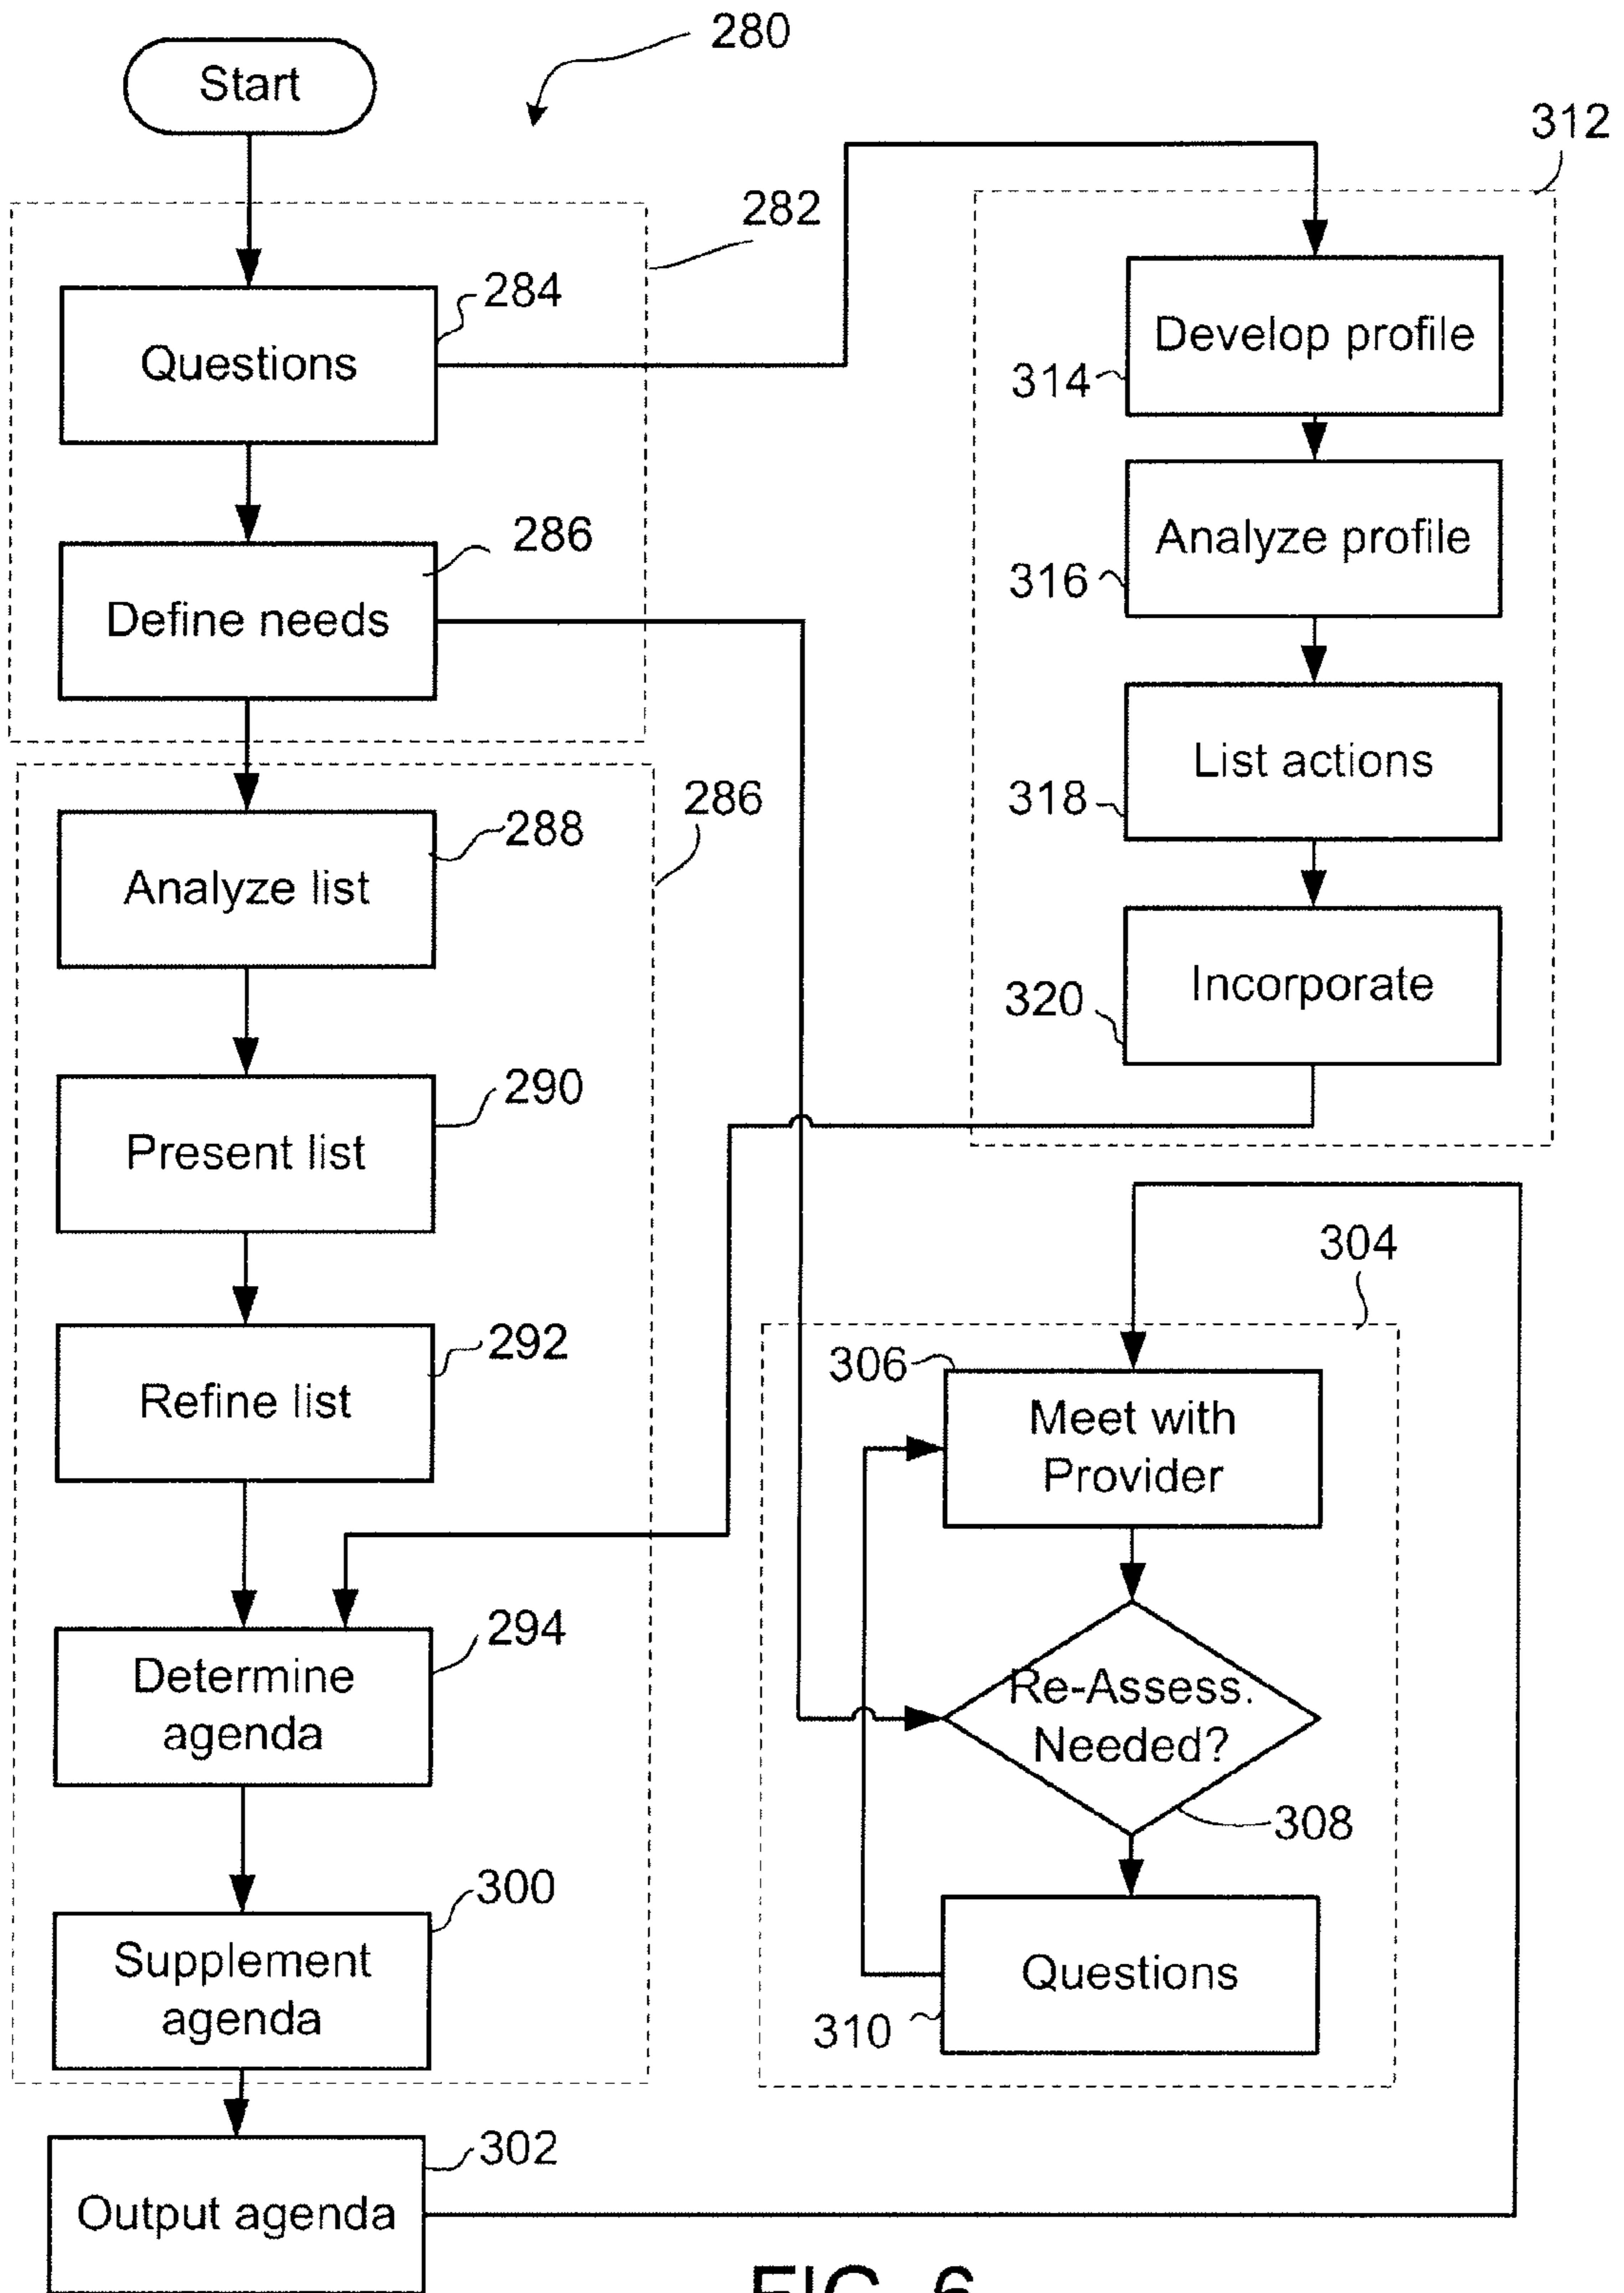 280
Start
312
282
284
Questions
Develop profile
314
286
Define needs
Analyze profile
316
List actions
318
286
288
Analyze list
Incorporate
320
290
Present list
304
292
Refine list
306
Meet with
Provider
294
Determine
agenda
Re-Assess.
Needed?
308
300
Supplement
agenda
Questions
310
302
Output agenda
FIG. 6